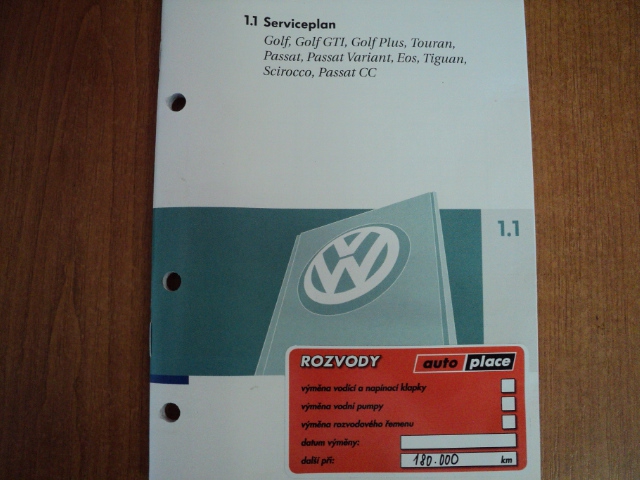 1.1 Serviceplan
Golf, Golf GTI, Golf Plus, Touran,
Passat, Passat Variant, Eos, Tiguan,
Scirocco, Passat CC
1.1
VW
ROZVODY auto place
výměna vodící a napínací klapky
výměna vodní pumpy
výměna rozvodového řemenu
datum výměny:
další při: 180.000 km